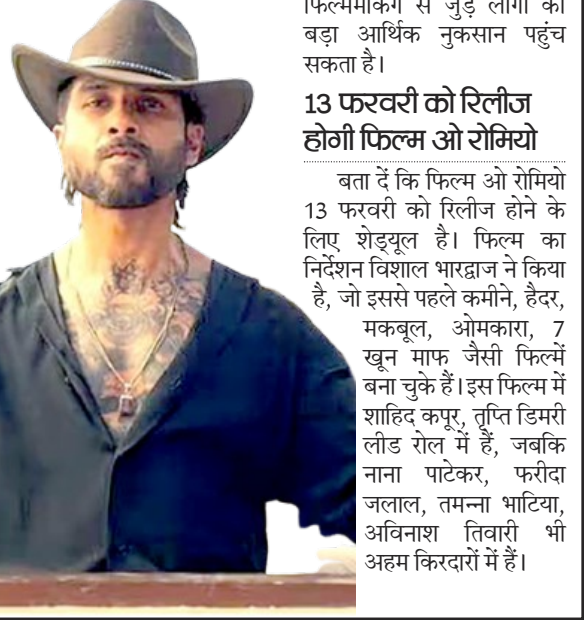 फिल्ममेकिंग से जुड़े लोगों को
बड़ा आर्थिक नुकसान पहुंच
सकता है।
13 फरवरी को रिलीज
होगी फिल्म ओ रोमियो
बता दें कि फिल्म ओ रोमियो
13 फरवरी को रिलीज होने के
लिए शेड्यूल है। फिल्म का
निर्देशन विशाल भारद्वाज ने किया
है, जो इससे पहले कमीने, हैदर,
मकबूल, ओमकारा, 7
खून माफ जैसी फिल्में
बना चुके हैं। इस फिल्म में
शाहिद कपूर, तृप्ति डिमरी
लीड रोल में हैं, जबकि
नाना पाटेकर, फरीदा
जलाल, तमन्ना भाटिया,
अविनाश तिवारी भी
अहम किरदारों में हैं।